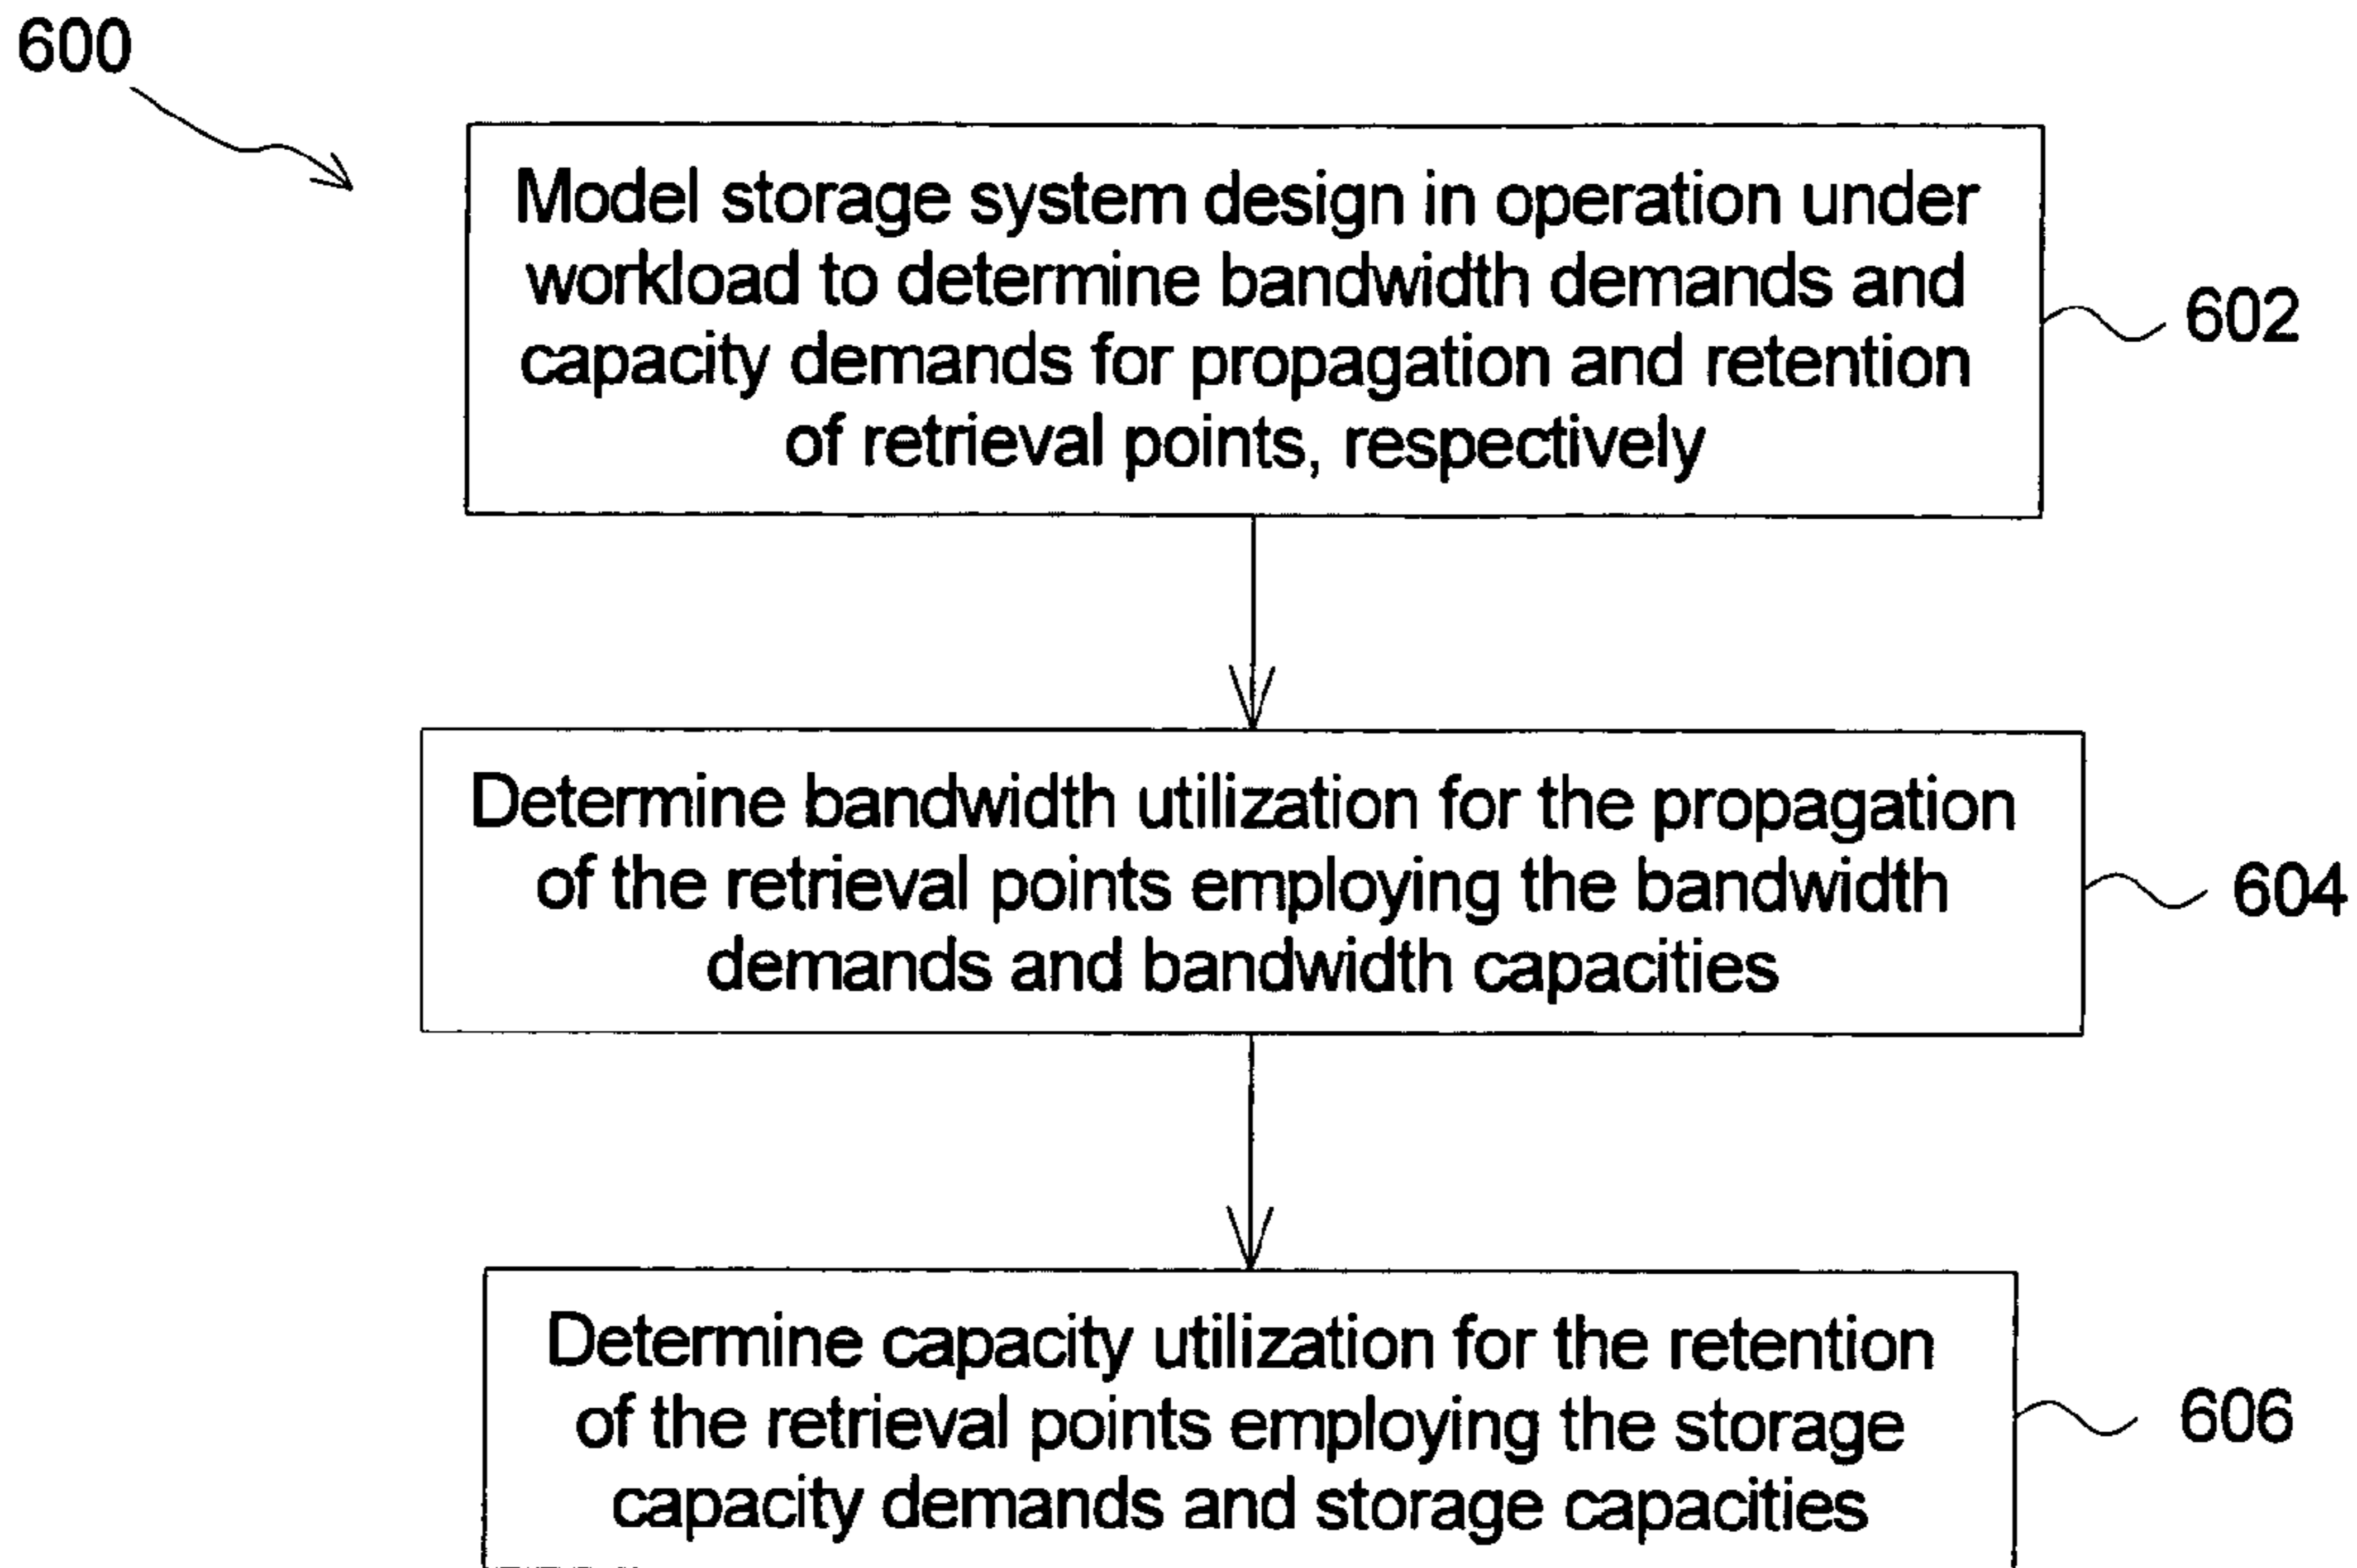 600
Model storage system design in operation under
workload to determine bandwidth demands and
capacity demands for propagation and retention
of retrieval points, respectively
602
Determine bandwidth utilization for the propagation
of the retrieval points employing the bandwidth
demands and bandwidth capacities
604
Determine capacity utilization for the retention
of the retrieval points employing the storage
capacity demands and storage capacities
606